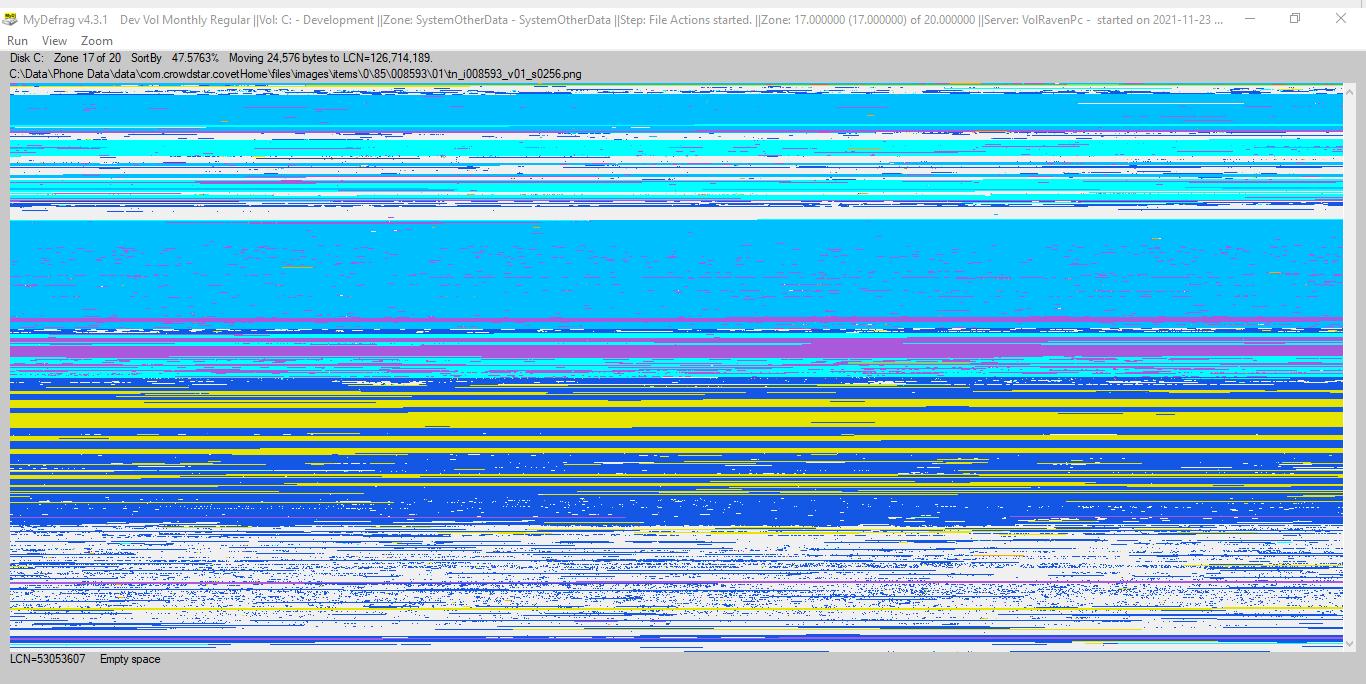 MyDefrag v4.3.1 Dev Vol Monthly Regular ||Vol: C: - Development ||Zone: SystemOtherData - SystemOtherData ||Step: File Actions started. ||Zone: 17.000000 (17.000000) of 20.000000 ||Server: VolRavenPc - started on 2021-11-23 ...
Run View Zoom
Disk C: Zone 17 of 20 SortBy 47.5763% Moving 24,576 bytes to LCN=126,714,189.
C:\Data\Phone Data\data\com.crowdstar.covetHome\files\images\items\0\85\008593\01\tn_i008593_v01_s0256.png
LCN=53053607 Empty space